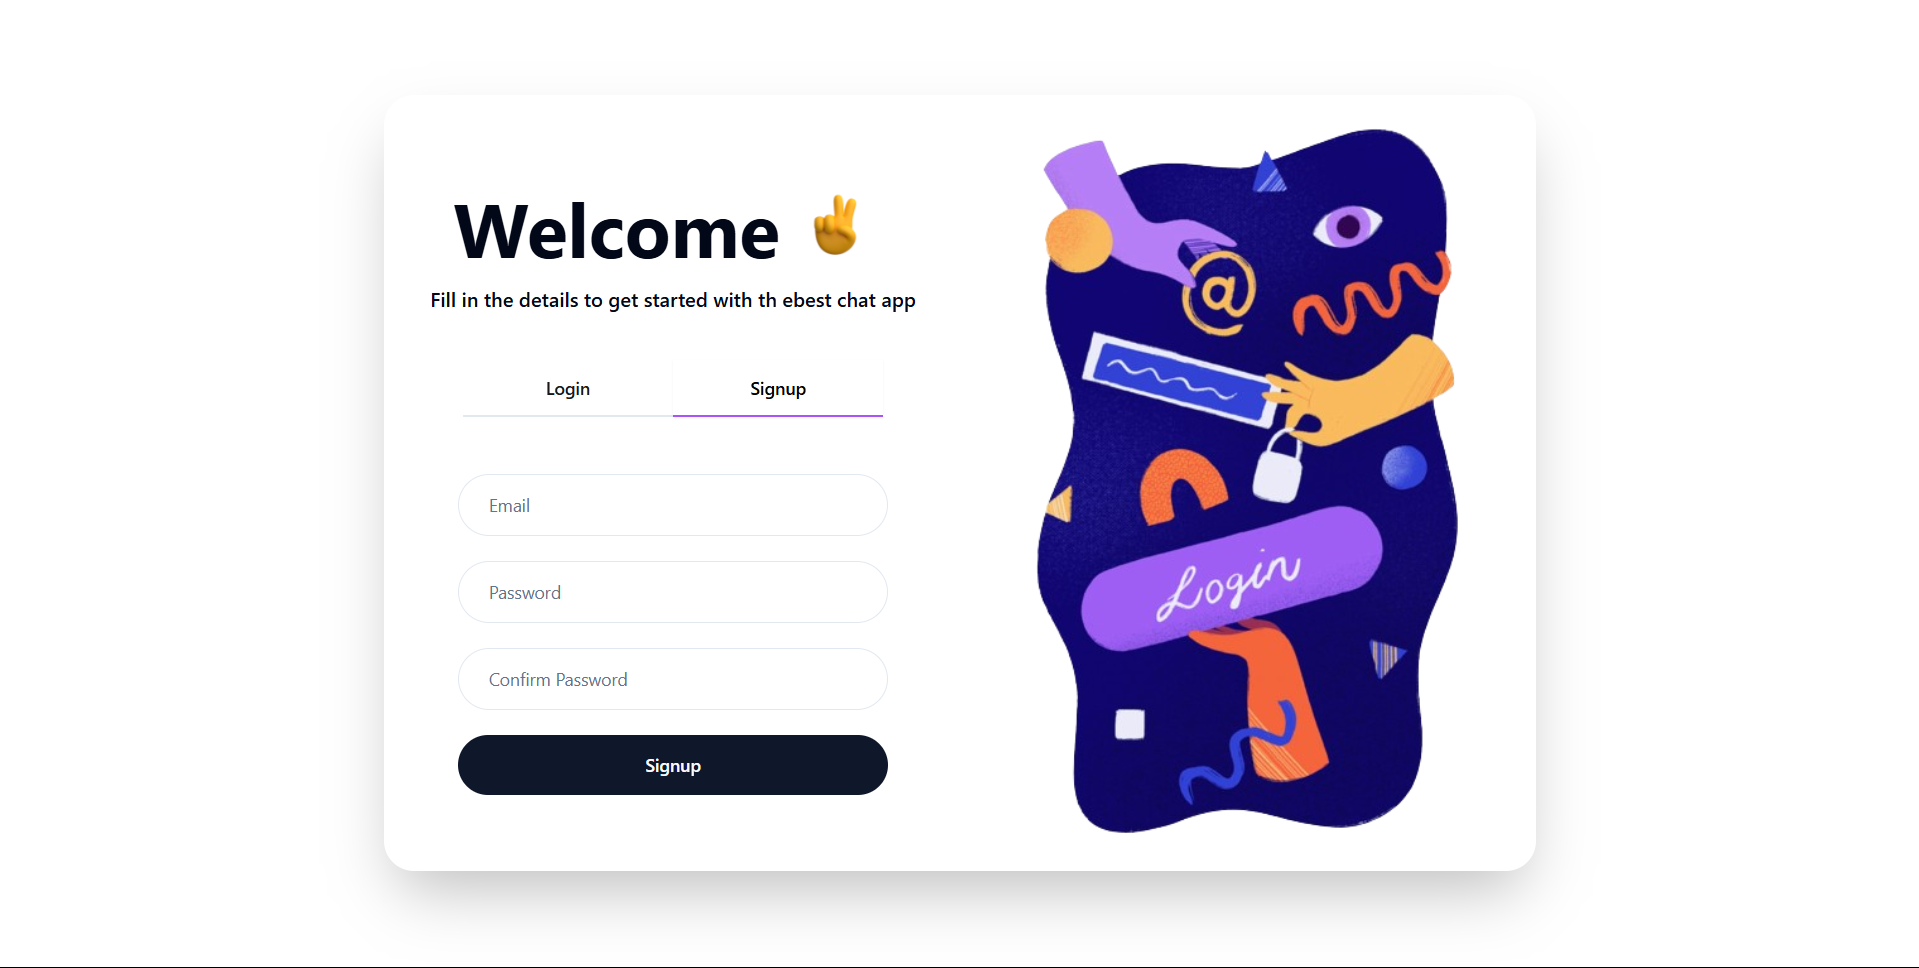 Welcome ✌️
Fill in the details to get started with th ebest chat app
Login
Signup
Email
Password
Confirm Password
Signup
@
Login